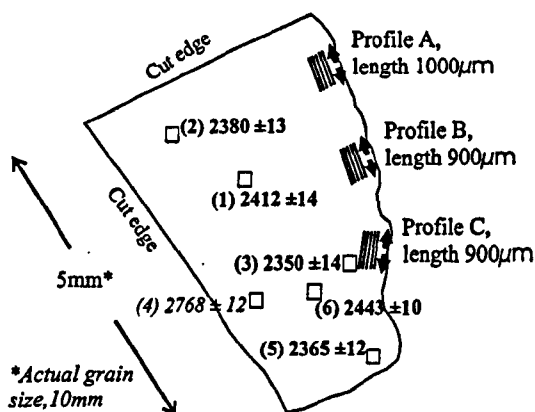 Cut edge
Profile A,
length 1000µm
(2) 2380 ±13
Profile B,
length 900µm
Cut edge
(1) 2412 ±14
Profile C,
length 900µm
(3) 2350 ±14
5mm*
(4) 2768 ± 12
(6) 2443 ±10
(5) 2365 ±12
*Actual grain
size,10mm